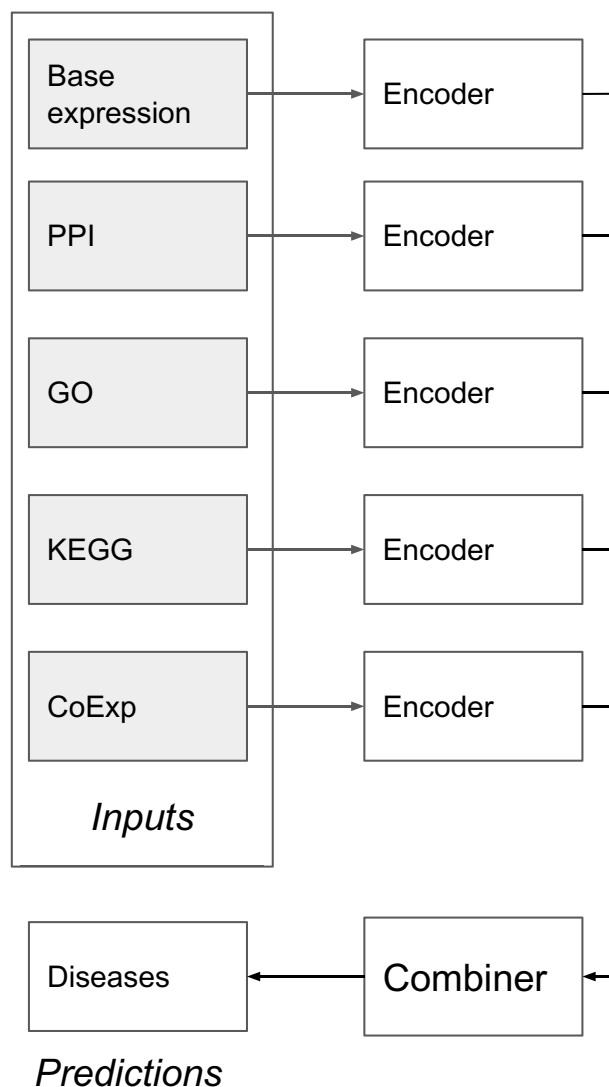 Base
expression
Encoder
PPI
Encoder
GO
Encoder
KEGG
Encoder
CoExp
Encoder
Inputs
Diseases
Combiner
Predictions